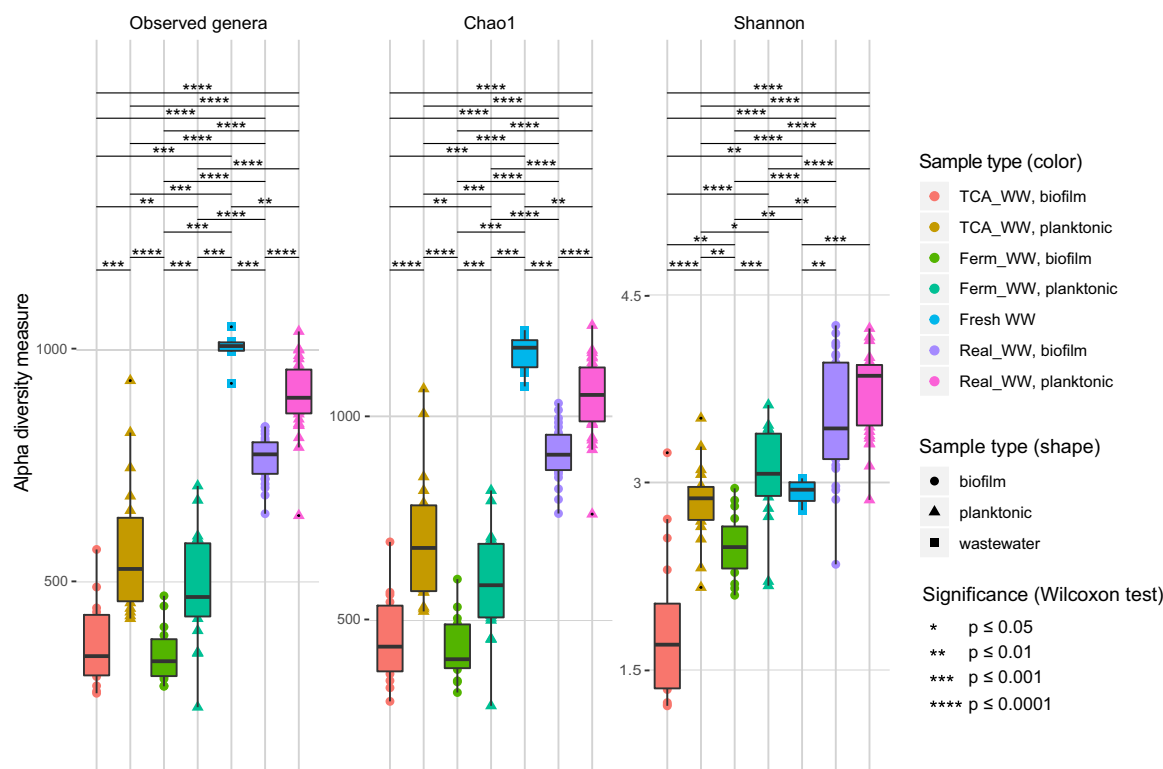 Observed genera Chao1 Shannon
**** **** ****
**** **** ****
**** **** ****
**** **** ****
**** **** ****
*** *** **
**** **** ****
**** **** ****
*** *** ****
** ** ** ** **
**** **** **
*** *** *
** ***
**** *** **** **** *** **** **
*** *** *** **** *** *** **** *** **
Alpha diversity measure
1000
500
1000
500
4.5
3
1.5
Sample type (color)
TCA_WW, biofilm
TCA_WW, planktonic
Ferm_WW, biofilm
Ferm_WW, planktonic
Fresh WW
Real_WW, biofilm
Real_WW, planktonic
Sample type (shape)
biofilm
planktonic
wastewater
Significance (Wilcoxon test)
* p ≤ 0.05
** p ≤ 0.01
*** p ≤ 0.001
**** p ≤ 0.0001